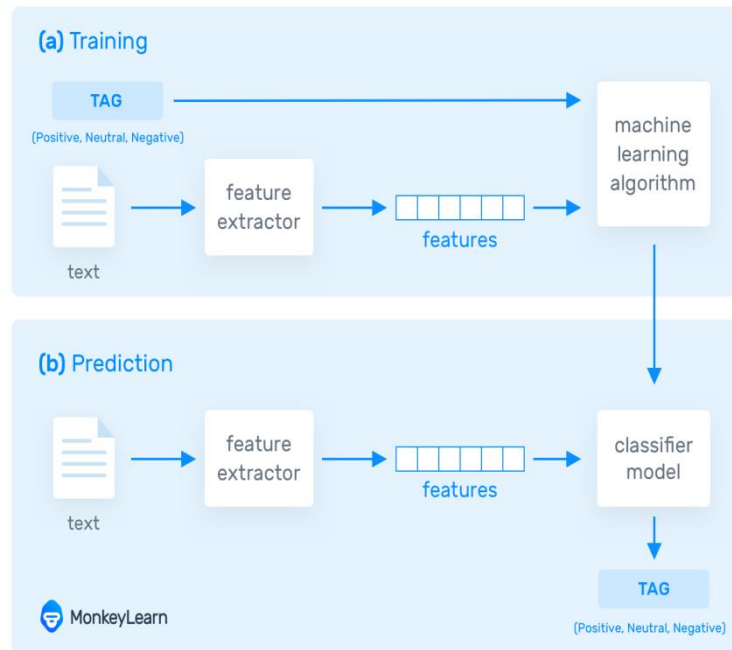 (a) Training
TAG
(Positive, Neutral, Negative)
text
feature
extractor
features
machine
learning
algorithm
(b) Prediction
text
feature
extractor
features
classifier
model
TAG
(Positive, Neutral, Negative)
MonkeyLearn